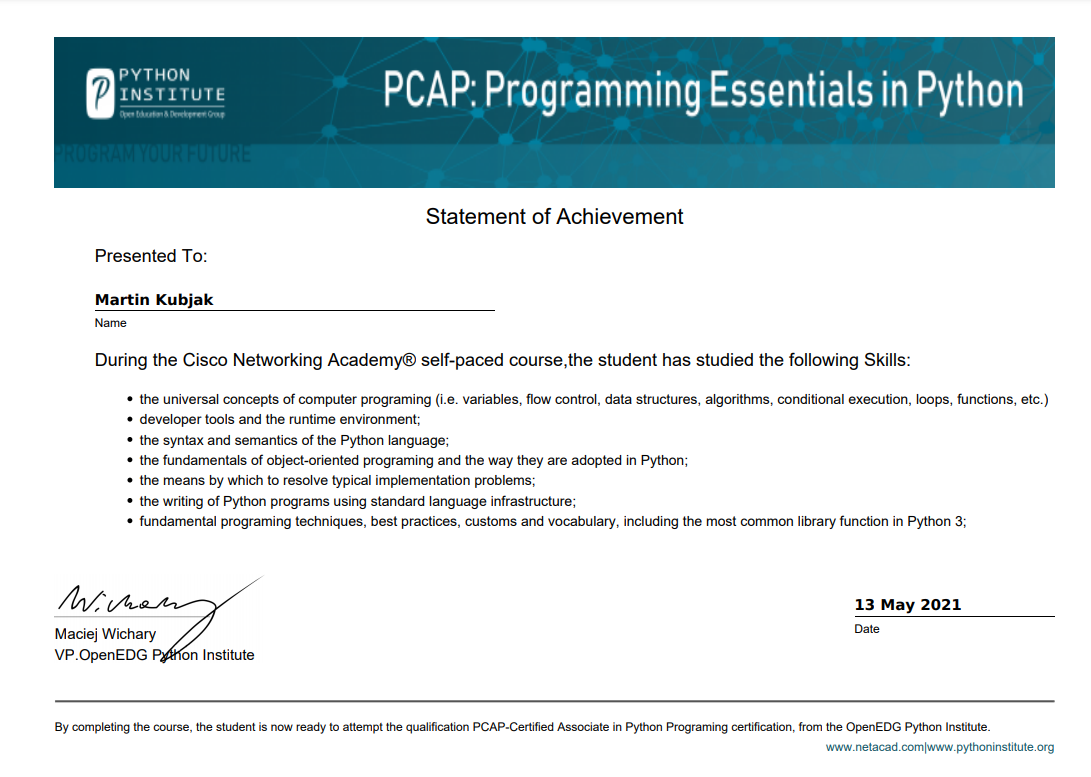 PYTHON
INSTITUTE
Open Education & Development Group
PROGRAM YOUR FUTURE
PCAP: Programming Essentials in Python
Statement of Achievement
Presented To:
Martin Kubjak
Name
During the Cisco Networking Academy® self-paced course,the student has studied the following Skills:
• the universal concepts of computer programing (i.e. variables, flow control, data structures, algorithms, conditional execution, loops, functions, etc.)
• developer tools and the runtime environment;
• the syntax and semantics of the Python language;
• the fundamentals of object-oriented programing and the way they are adopted in Python;
• the means by which to resolve typical implementation problems;
• the writing of Python programs using standard language infrastructure;
• fundamental programing techniques, best practices, customs and vocabulary, including the most common library function in Python 3;
W. Wichary
Maciej Wichary
VP.OpenEDG Python Institute
13 May 2021
Date
By completing the course, the student is now ready to attempt the qualification PCAP-Certified Associate in Python Programing certification, from the OpenEDG Python Institute.
www.netacad.com|www.pythoninstitute.org